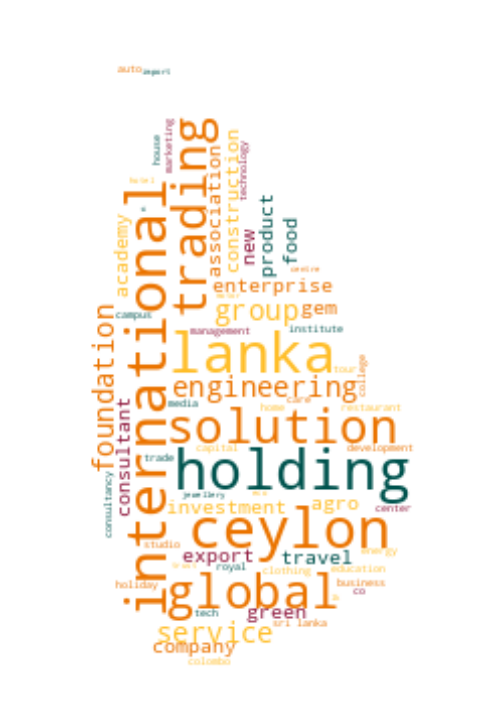 auto
import
house
marketing
trading
association
construction
technology
hotel
international
academy
new
product
food
centre
enterprise
group
gem
campus
management
institute
foundation
lanka
tour
college
engineering
consultant
media
care
home
restaurant
solution
capital
development
trade
holding
consultancy
jewellery
investment
agro
center
ceylon
studio
export
travel
energy
royal
clothing
education
holiday
global
business
co
tech
green
sri lanka
service
company
colombo